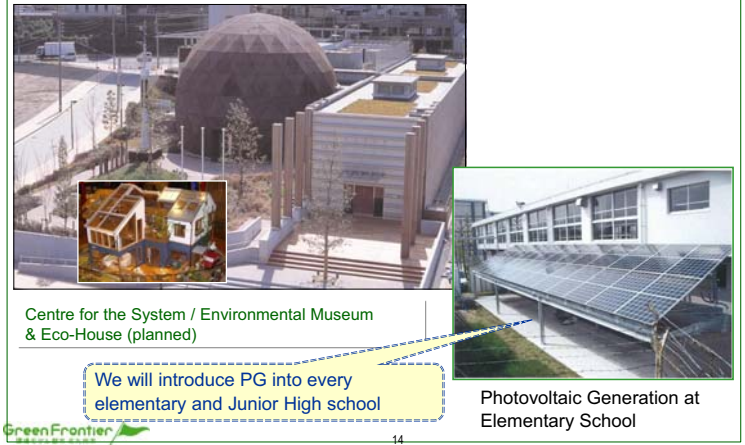 Centre for the System / Environmental Museum
& Eco-House (planned)
We will introduce PG into every
elementary and Junior High school
Photovoltaic Generation at
Elementary School
GreenFrontier
14